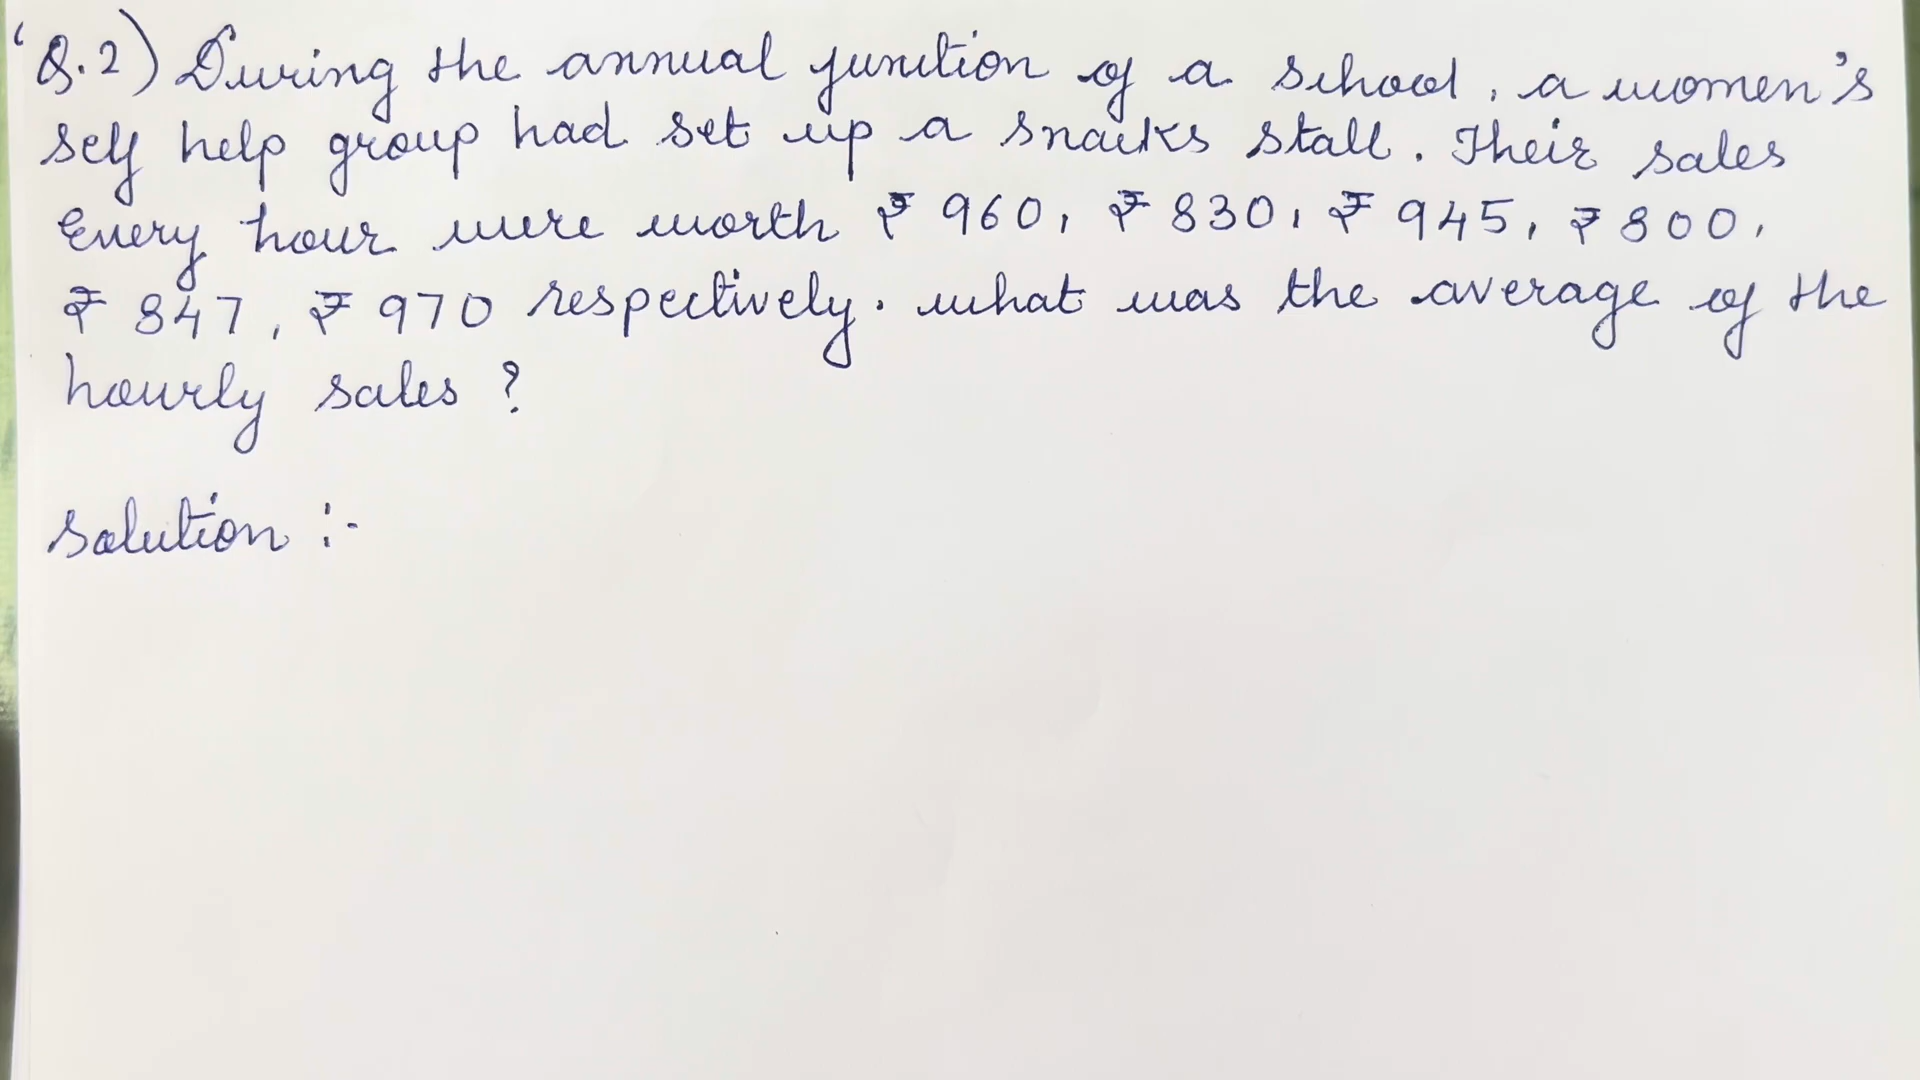 Q.2) During the annual function of a school, a women's
self help group had set up a snacks stall. Their sales
Every hour were worth ₹ 960, ₹ 830, ₹ 945, ₹ 800,
₹ 847, ₹ 970 respectively. what was the average of the
hourly sales ?
Solution :-